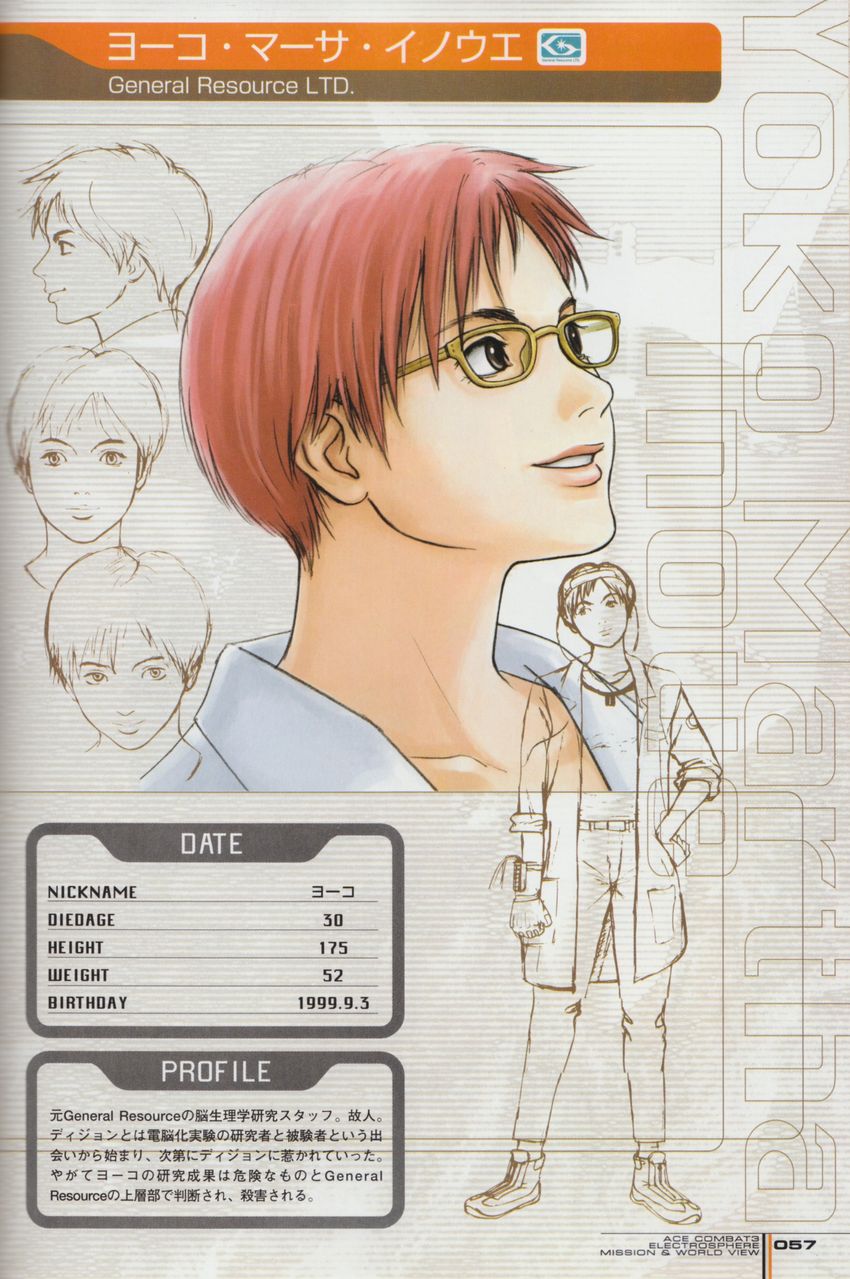 ヨーコ・マーサ・イノウエ
General Resource LTD.
General Resource LTD.
Yoko Martha
Inoue
DATE
NICKNAME ヨーコ
DIEDAGE 30
HEIGHT 175
WEIGHT 52
BIRTHDAY 1999.9.3
PROFILE
元General Resourceの脳生理学研究スタッフ。故人。
ディジョンとは電脳化実験の研究者と被験者という出
会いから始まり、次第にディジョンに惹かれていった。
やがてヨーコの研究成果は危険なものとGeneral
Resourceの上層部で判断され、殺害される。
ACE COMBAT3
ELECTROSPHERE
MISSION & WORLD VIEW
057